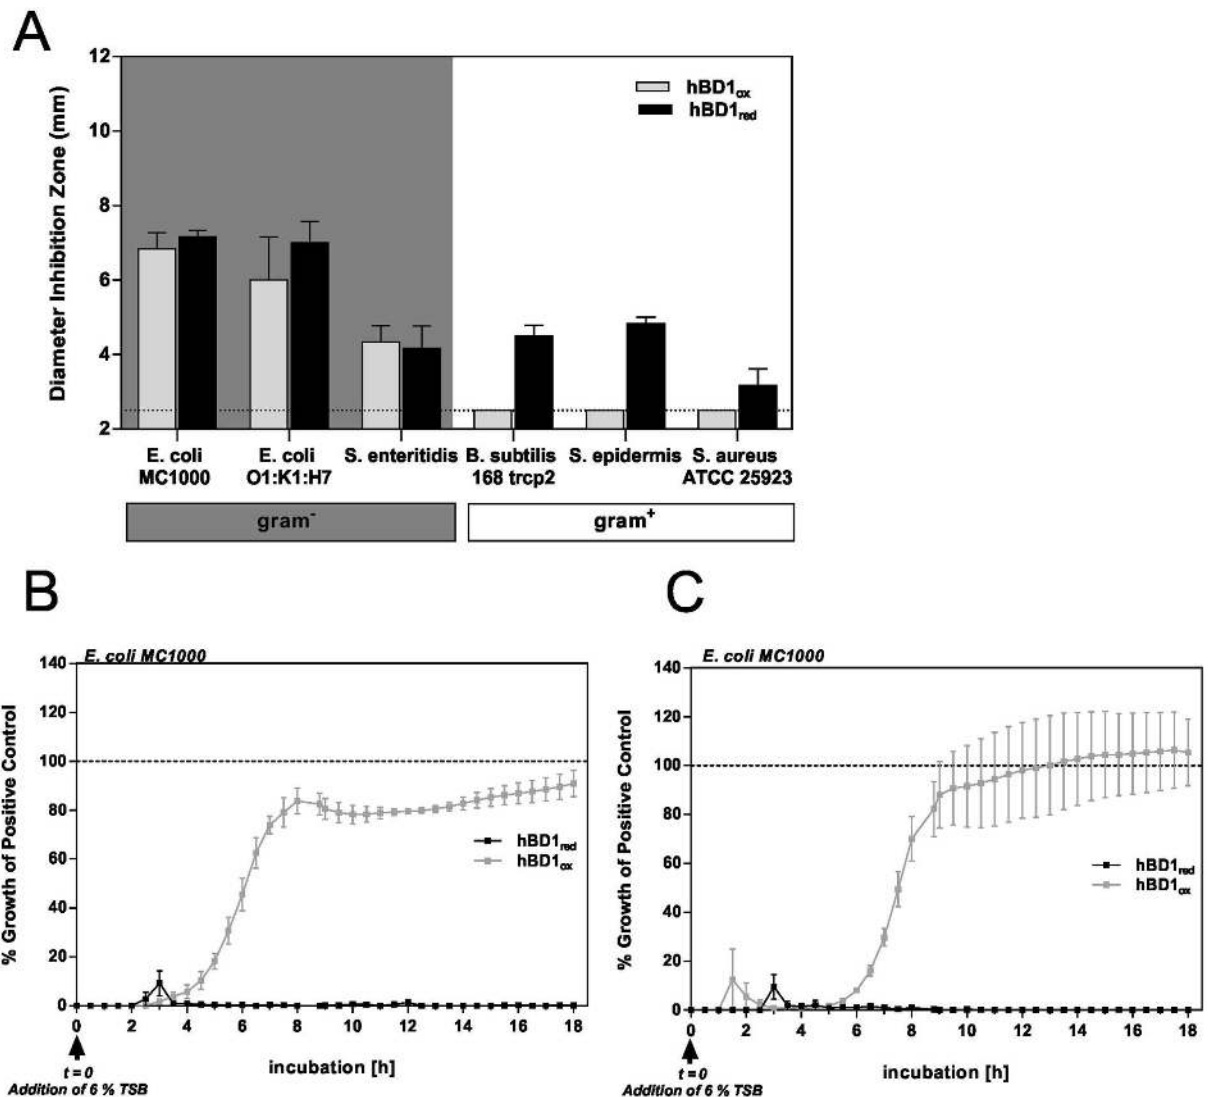 A
Diameter Inhibition Zone (mm)
12
10
8
6
4
2
hBD1ox
hBD1red
E. coli MC1000
E. coli O1:K1:H7
S. enteritidis
B. subtilis 168 trcp2
S. epidermis
S. aureus ATCC 25923
gram-
gram+
B
E. coli MC1000
% Growth of Positive Control
140
120
100
80
60
40
20
0
hBD1red
hBD1ox
0 2 4 6 8 10 12 14 16 18
incubation [h]
t = 0
Addition of 6 % TSB
C
E. coli MC1000
% Growth of Positive Control
140
120
100
80
60
40
20
0
hBD1red
hBD1ox
0 2 4 6 8 10 12 14 16 18
incubation [h]
t = 0
Addition of 6 % TSB